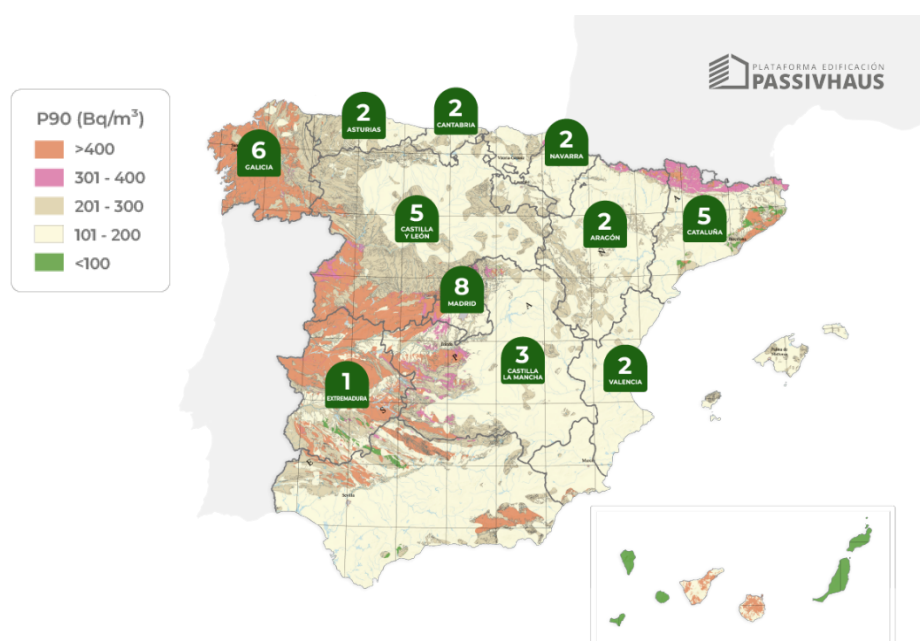 PLATAFORMA EDIFICACIÓN
PASSIVHAUS
P90 (Bq/m³)
>400
301 - 400
201 - 300
101 - 200
<100
2
ASTURIAS
2
CANTABRIA
2
NAVARRA
6
GALICIA
5
CASTILLA
Y LEÓN
2
ARAGÓN
5
CATALUÑA
8
MADRID
3
CASTILLA
LA MANCHA
2
VALENCIA
1
EXTREMADURA
E
S
P
A
Ñ
A
Sevilla